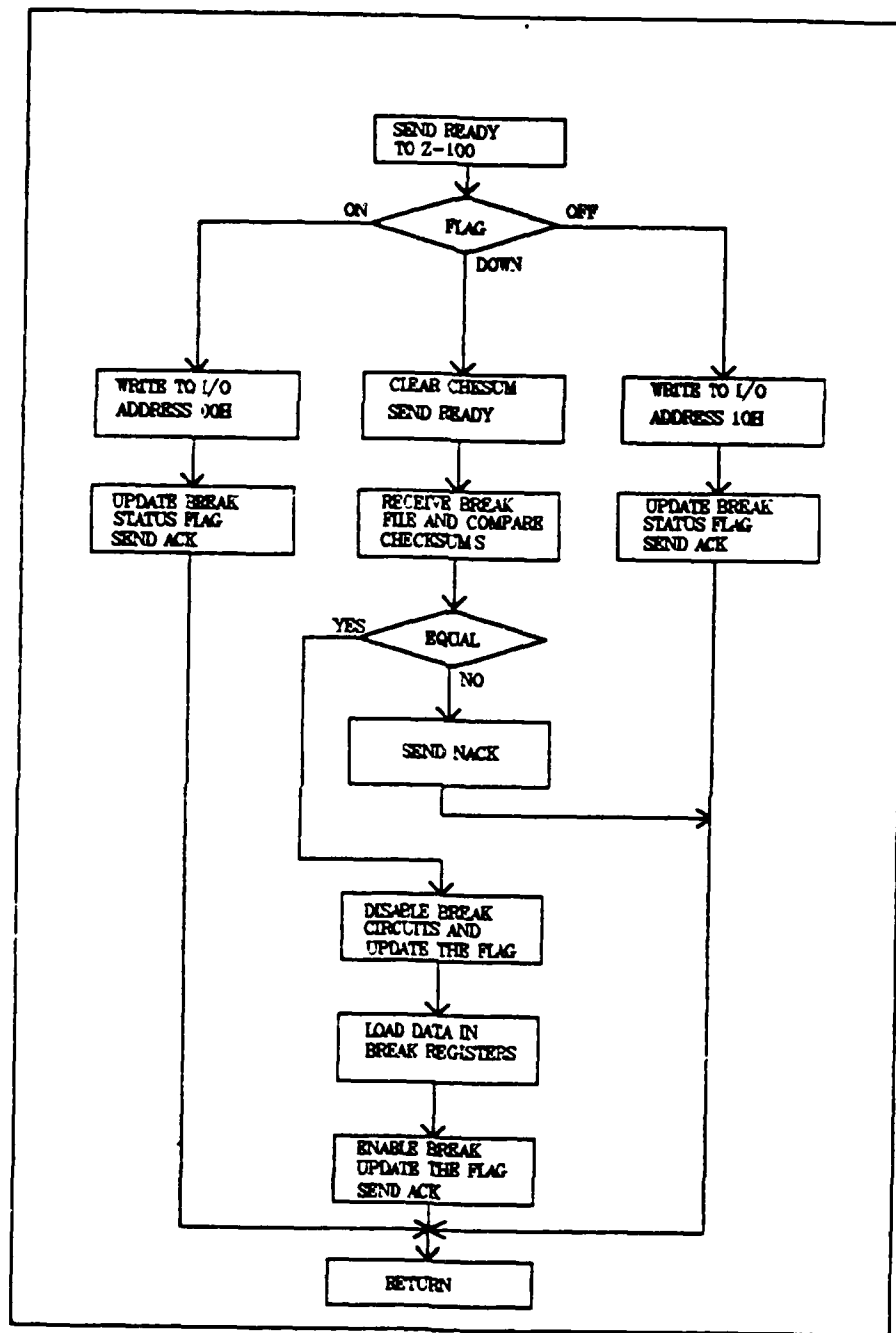 SEND READY
TO Z-100
ON
FLAG
OFF
DOWN
WRITE TO I/O
ADDRESS 00H
CLEAR CHKSUM
SEND READY
WRITE TO I/O
ADDRESS 10H
UPDATE BREAK
STATUS FLAG
SEND ACK
RECEIVE BREAK
FILE AND COMPARE
CHECKSUMS
UPDATE BREAK
STATUS FLAG
SEND ACK
YES
EQUAL
NO
SEND NACK
DISABLE BREAK
CIRCUITS AND
UPDATE THE FLAG
LOAD DATA IN
BREAK REGISTERS
ENABLE BREAK
UPDATE THE FLAG
SEND ACK
RETURN